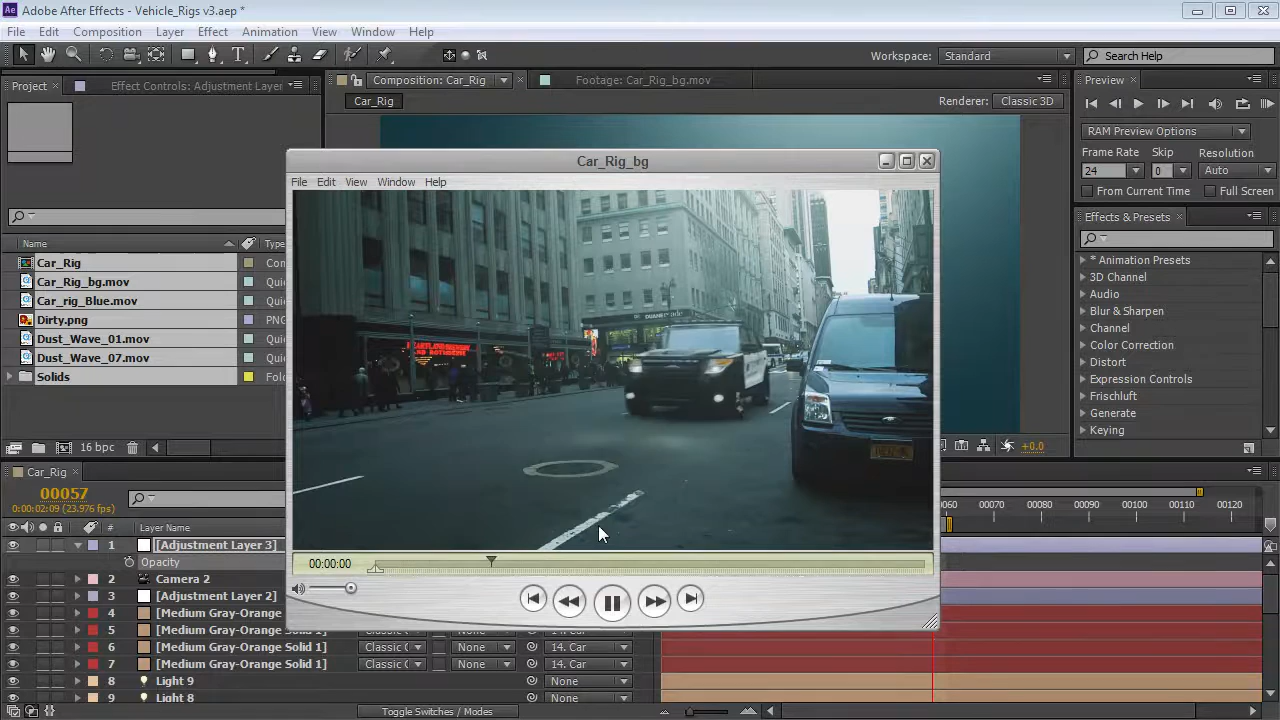 Ae Adobe After Effects - Vehicle_Rigs v3.aep *
File Edit Composition Layer Effect Animation View Window Help
T Workspace: Standard Search Help
Project Effect Controls: Adjustment Layer
Composition: Car_Rig Footage: Car_Rig_bg.mov
Preview
Car_Rig Renderer: Classic 3D
RAM Preview Options
Frame Rate Skip Resolution
24 0 Auto
From Current Time Full Screen
Effects & Presets
* Animation Presets
3D Channel
Audio
Blur & Sharpen
Channel
Color Correction
Distort
Expression Controls
Frischluft
Generate
Keying
Name Type
Car_Rig Con
Car_Rig_bg.mov Quic
Car_rig_Blue.mov Quic
Dirty.png PNG
Dust_Wave_01.mov Quic
Dust_Wave_07.mov Quic
Solids Fold
16 bpc
+0.0
Car_Rig_bg
File Edit View Window Help
00:00:00
Car_Rig
00057
0:00:02:09 (23.976 fps)
0060 00070 00080 00090 00100 00110 00120
# Layer Name
1 [Adjustment Layer 3]
Opacity
2 Camera 2
3 [Adjustment Layer 2]
4 [Medium Gray-Orange
5 [Medium Gray-Orange Solid 1] Classic C None 14. Car
6 [Medium Gray-Orange Solid 1] Classic C None 14. Car
7 [Medium Gray-Orange Solid 1] Classic C None 14. Car
8 Light 9 None
9 Light 8 None
Toggle Switches / Modes